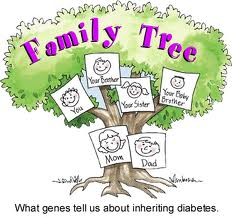 Family Tree
Your Brother
You
Your Sister
Your Baby
Brother
Mom
Dad
What genes tell us about inheriting diabetes.